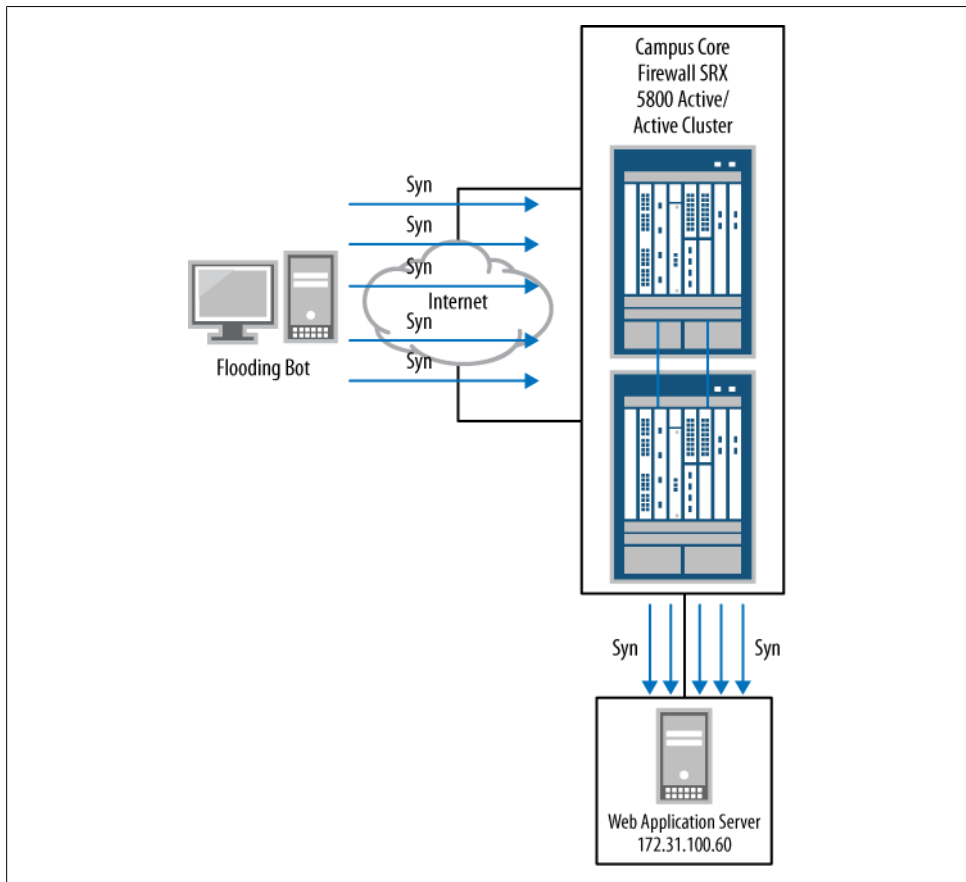 Campus Core
Firewall SRX
5800 Active/
Active Cluster
Syn
Syn
Syn
Internet
Syn
Syn
Flooding Bot
Syn
Syn
Web Application Server
172.31.100.60